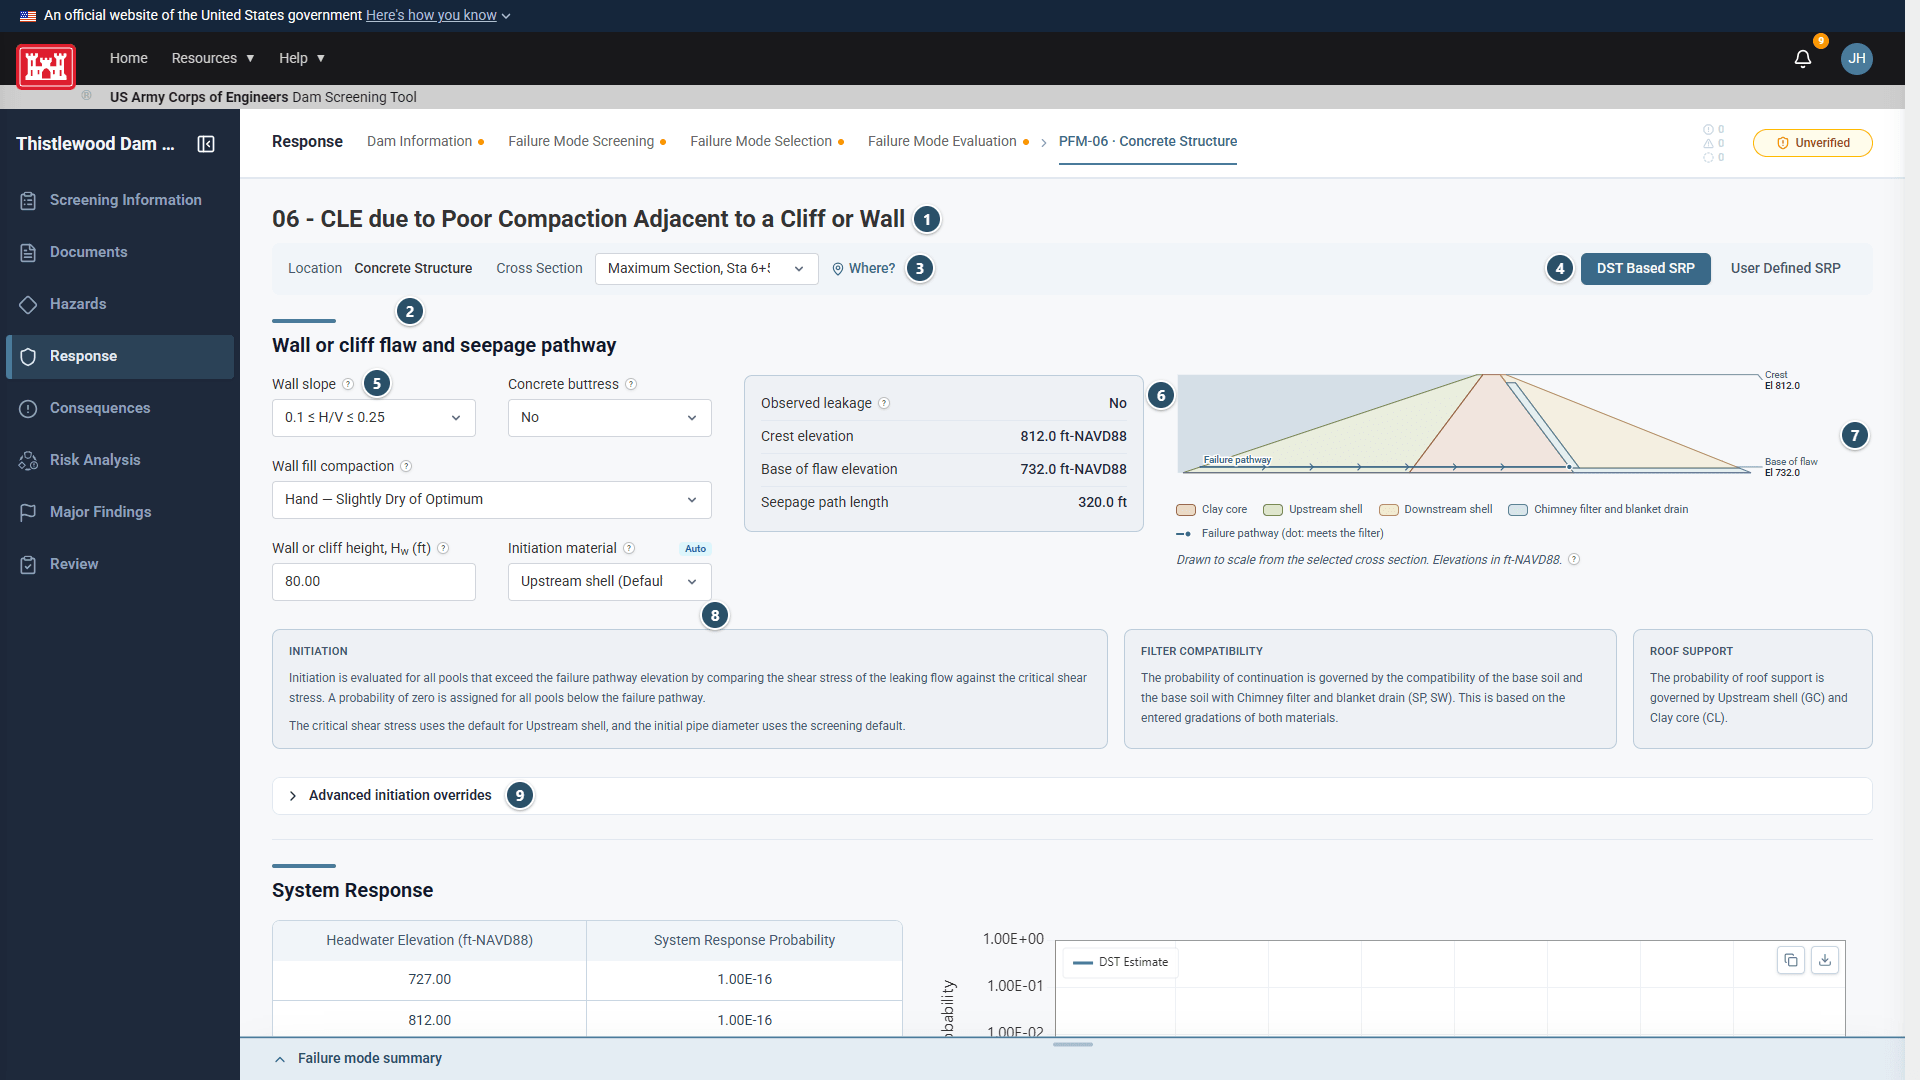 An official website of the United States government Here's how you know
Home Resources Help
9
JH
US Army Corps of Engineers Dam Screening Tool
Thistlewood Dam ...
Screening Information
Documents
Hazards
Response
Consequences
Risk Analysis
Major Findings
Review
Response Dam Information Failure Mode Screening Failure Mode Selection Failure Mode Evaluation PFM-06 · Concrete Structure
0
0
0
Unverified
06 - CLE due to Poor Compaction Adjacent to a Cliff or Wall 1
Location Concrete Structure Cross Section Maximum Section, Sta 6+ Where? 3
4 DST Based SRP User Defined SRP
2
Wall or cliff flaw and seepage pathway
Wall slope ? 5
0.1 ≤ H/V ≤ 0.25
Concrete buttress ?
No
Wall fill compaction ?
Hand — Slightly Dry of Optimum
Wall or cliff height, Hw (ft) ?
80.00
Initiation material ? Auto
Upstream shell (Defaul
8
Observed leakage ? No
Crest elevation 812.0 ft-NAVD88
Base of flaw elevation 732.0 ft-NAVD88
Seepage path length 320.0 ft
6
Crest
El 812.0
7
Failure pathway
Base of flaw
El 732.0
Clay core Upstream shell Downstream shell Chimney filter and blanket drain
Failure pathway (dot: meets the filter)
Drawn to scale from the selected cross section. Elevations in ft-NAVD88. ?
INITIATION
Initiation is evaluated for all pools that exceed the failure pathway elevation by comparing the shear stress of the leaking flow against the critical shear
stress. A probability of zero is assigned for all pools below the failure pathway.
The critical shear stress uses the default for Upstream shell, and the initial pipe diameter uses the screening default.
FILTER COMPATIBILITY
The probability of continuation is governed by the compatibility of the base soil and
the base soil with Chimney filter and blanket drain (SP, SW). This is based on the
entered gradations of both materials.
ROOF SUPPORT
The probability of roof support is
governed by Upstream shell (GC) and
Clay core (CL).
Advanced initiation overrides 9
System Response
Headwater Elevation (ft-NAVD88) System Response Probability
727.00 1.00E-16
812.00 1.00E-16
1.00E+00
1.00E-01
1.00E-02
DST Estimate
Failure mode summary